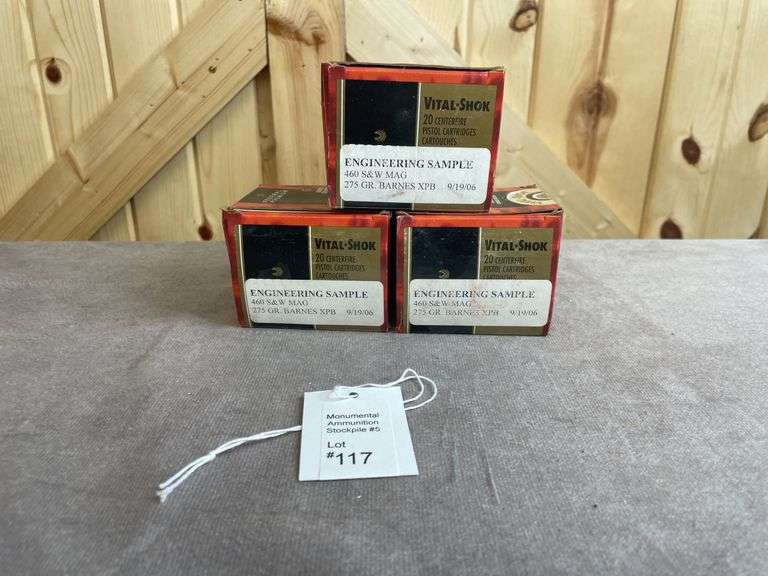 VITAL·SHOK
20 CENTERFIRE
PISTOL CARTRIDGES
CARTOUCHES
ENGINEERING SAMPLE
460 S&W MAG
275 GR. BARNES XPB 9/19/06
VITAL·SHOK
20 CENTERFIRE
PISTOL CARTRIDGES
CARTOUCHES
ENGINEERING SAMPLE
460 S&W MAG
275 GR. BARNES XPB 9/19/06
VITAL·SHOK
20 CENTERFIRE
PISTOL CARTRIDGES
CARTOUCHES
ENGINEERING SAMPLE
460 S&W MAG
275 GR. BARNES XPB 9/19/06
Monumental
Ammunition
Stockpile #5
Lot
#117